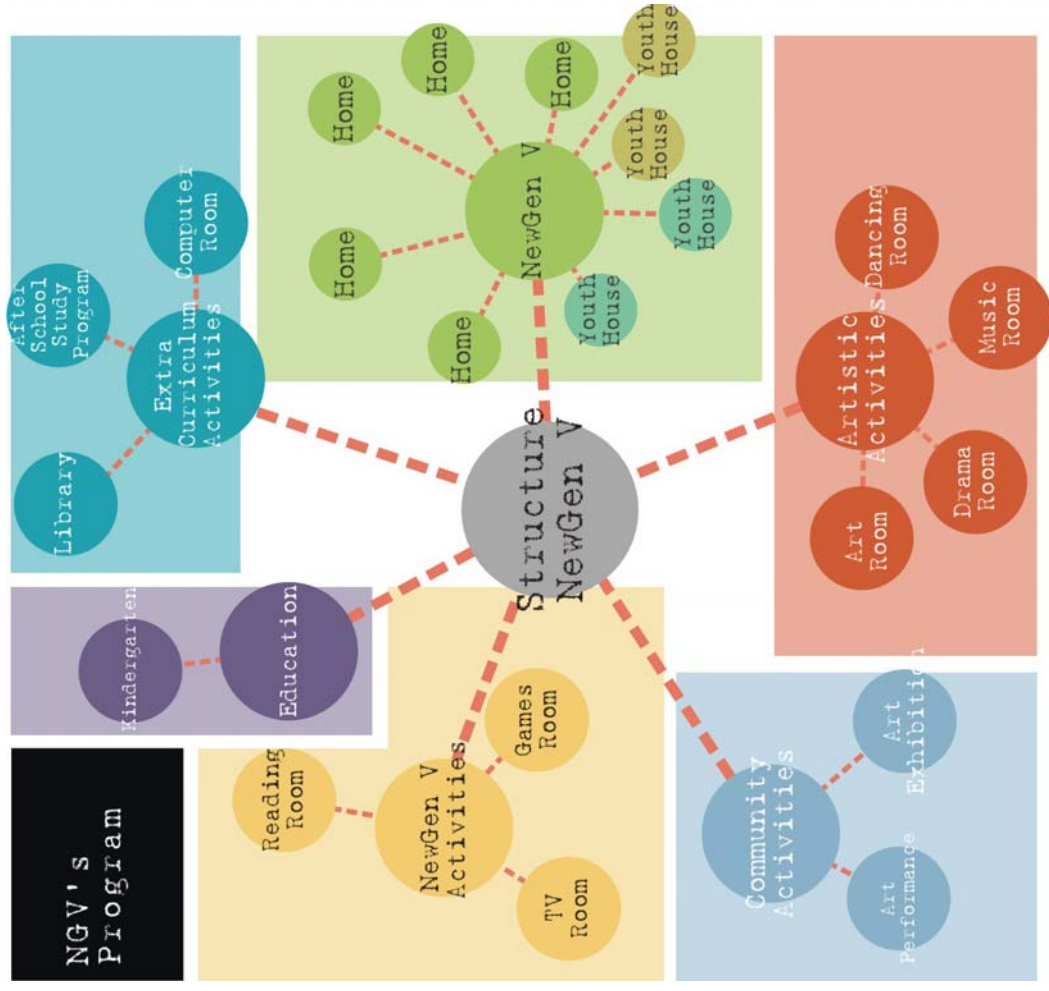 NGV's
Program
Kindergarten
Education
Library
After
School
Study
Program
Computer
Room
Extra
Curriculum
Activities
Reading
Room
NewGen V
Activities
TV
Room
Games
Room
Structure
NewGen V
Home
Home
Home
Home
Home
NewGen V
Youth
House
Youth
House
Youth
House
Youth
House
Community
Activities
Art
Performance
Art
Exhibition
Artistic
Activities
Art
Room
Drama
Room
Music
Room
Dancing
Room